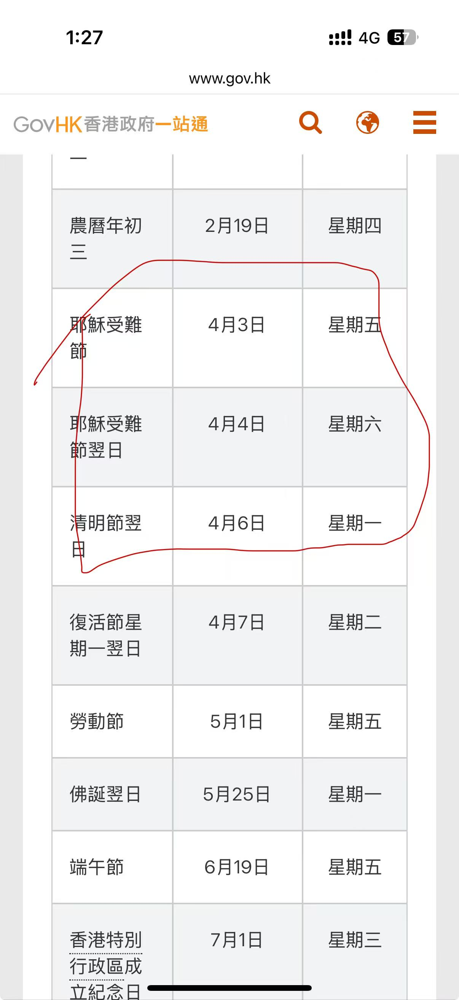 1:27 4G 57
www.gov.hk
GovHK香港政府一站通
農曆年初 2月19日 星期四
三
耶穌受難 4月3日 星期五
節
耶穌受難 4月4日 星期六
節翌日
清明節翌 4月6日 星期一
日
復活節星 4月7日 星期二
期一翌日
勞動節 5月1日 星期五
佛誕翌日 5月25日 星期一
端午節 6月19日 星期五
香港特別 7月1日 星期三
行政區成
立紀念日